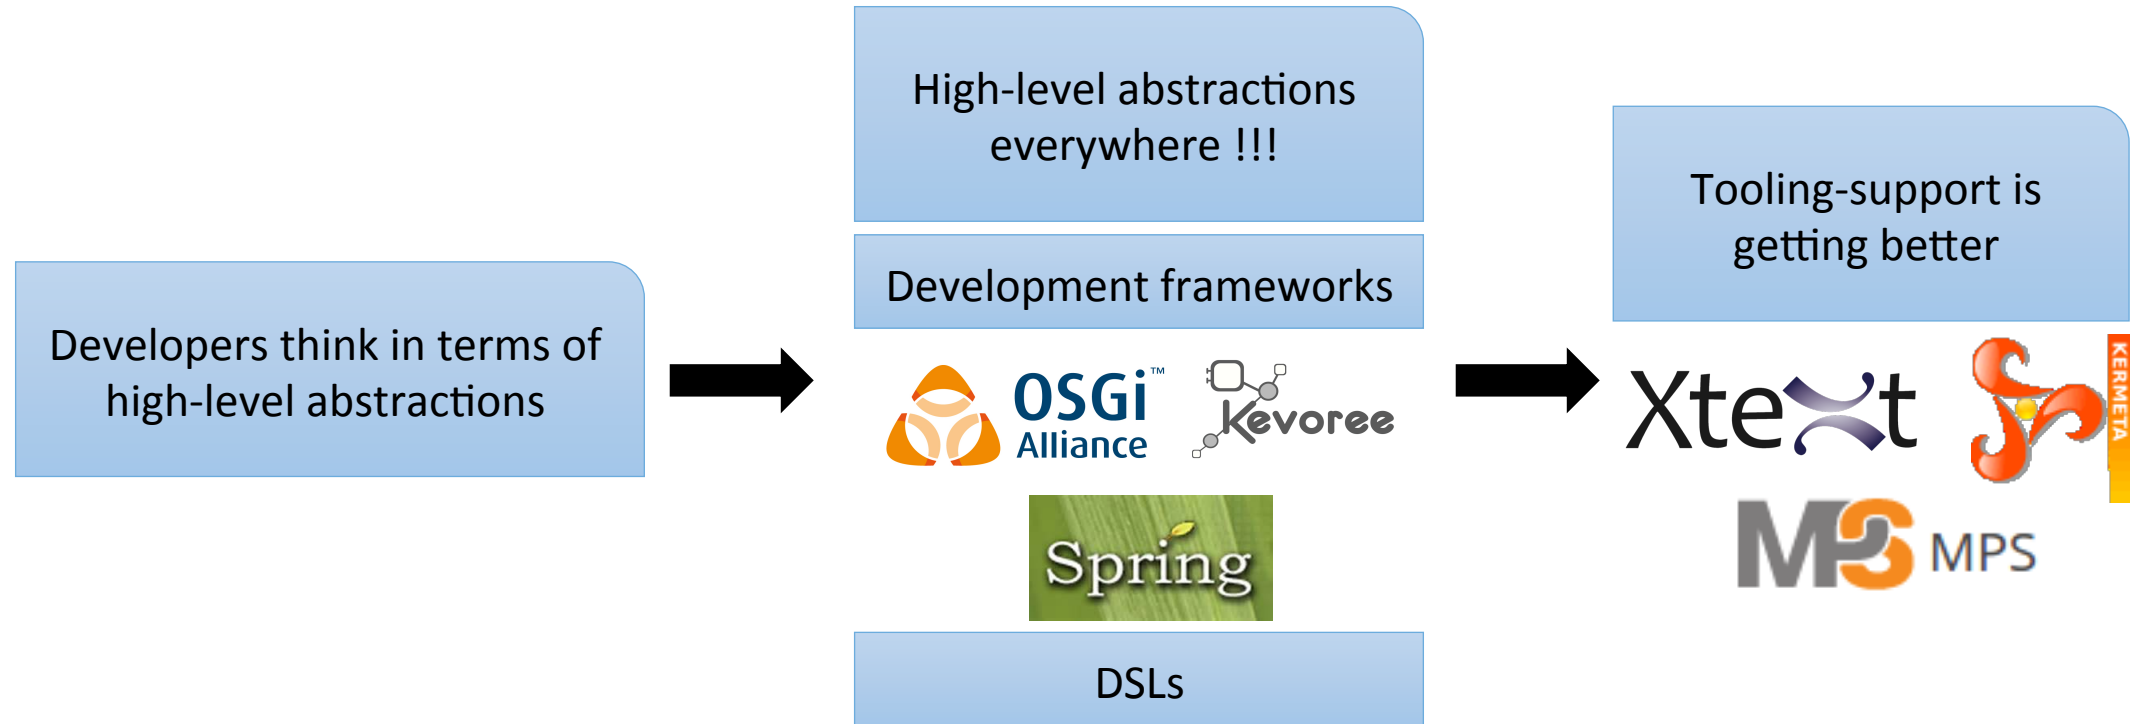 Developers think in terms of
high-level abstractions
High-level abstractions
everywhere !!!
Development frameworks
OSGi™
Alliance
Kevoree
Spring
DSLs
Tooling-support is
getting better
Xtext
KERMETA
MPS MPS